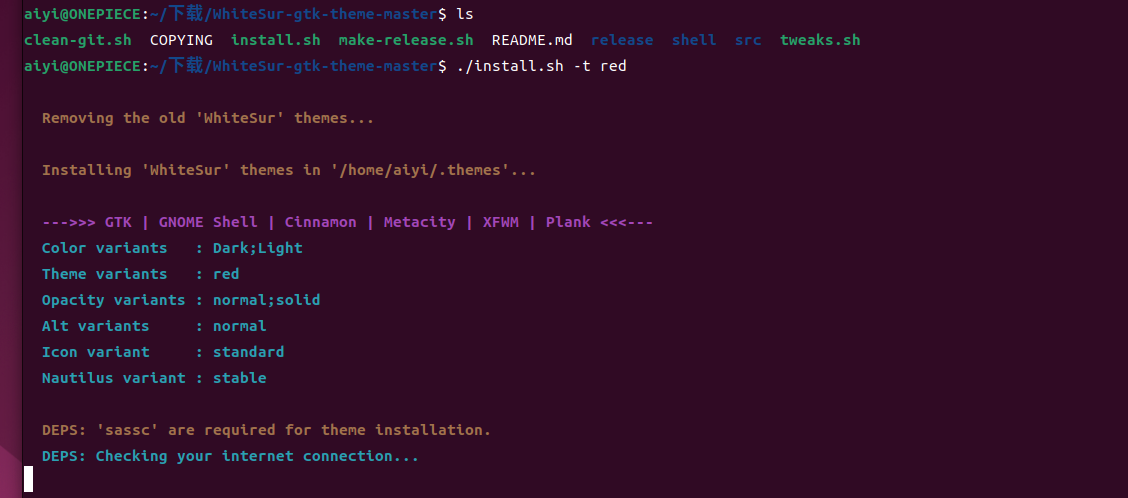 aiyi@ONEPIECE:~/下载/WhiteSur-gtk-theme-master$ ls
clean-git.sh COPYING install.sh make-release.sh README.md release shell src tweaks.sh
aiyi@ONEPIECE:~/下载/WhiteSur-gtk-theme-master$ ./install.sh -t red
Removing the old 'WhiteSur' themes...
Installing 'WhiteSur' themes in '/home/aiyi/.themes'...
--->>> GTK | GNOME Shell | Cinnamon | Metacity | XFWM | Plank <<<---
Color variants : Dark;Light
Theme variants : red
Opacity variants : normal;solid
Alt variants : normal
Icon variant : standard
Nautilus variant : stable
DEPS: 'sassc' are required for theme installation.
DEPS: Checking your internet connection...